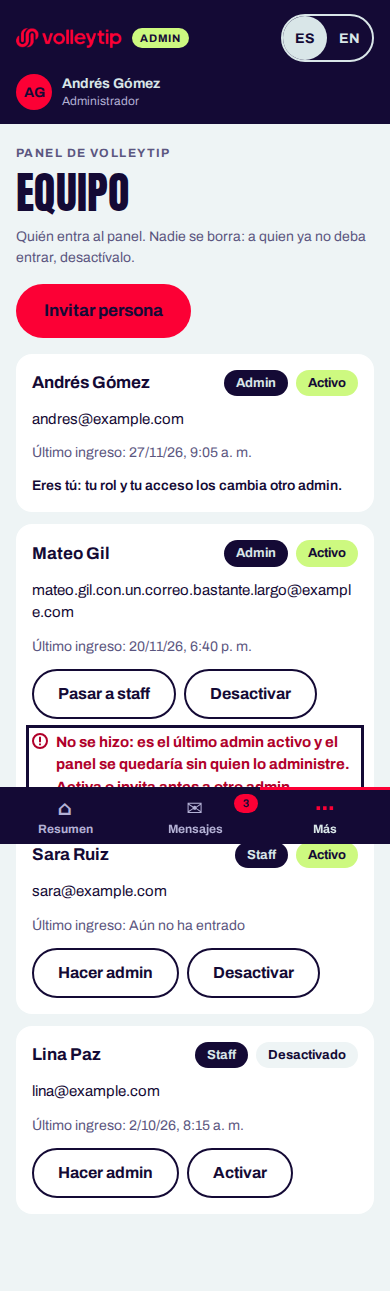 volleytip ADMIN ES EN
AG Andrés Gómez
Administrador
PANEL DE VOLLEYTIP
EQUIPO
Quién entra al panel. Nadie se borra: a quien ya no deba
entrar, desactívalo.
Invitar persona
Andrés Gómez Admin Activo
andres@example.com
Último ingreso: 27/11/26, 9:05 a. m.
Eres tú: tu rol y tu acceso los cambia otro admin.
Mateo Gil Admin Activo
mateo.gil.con.un.correo.bastante.largo@exampl
e.com
Último ingreso: 20/11/26, 6:40 p. m.
Pasar a staff Desactivar
No se hizo: es el último admin activo y el
panel se quedaría sin quien lo administre.
Activa o invita antes a otro admin.
Resumen Mensajes 3 Más
Sara Ruiz Staff Activo
sara@example.com
Último ingreso: Aún no ha entrado
Hacer admin Desactivar
Lina Paz Staff Desactivado
lina@example.com
Último ingreso: 2/10/26, 8:15 a. m.
Hacer admin Activar